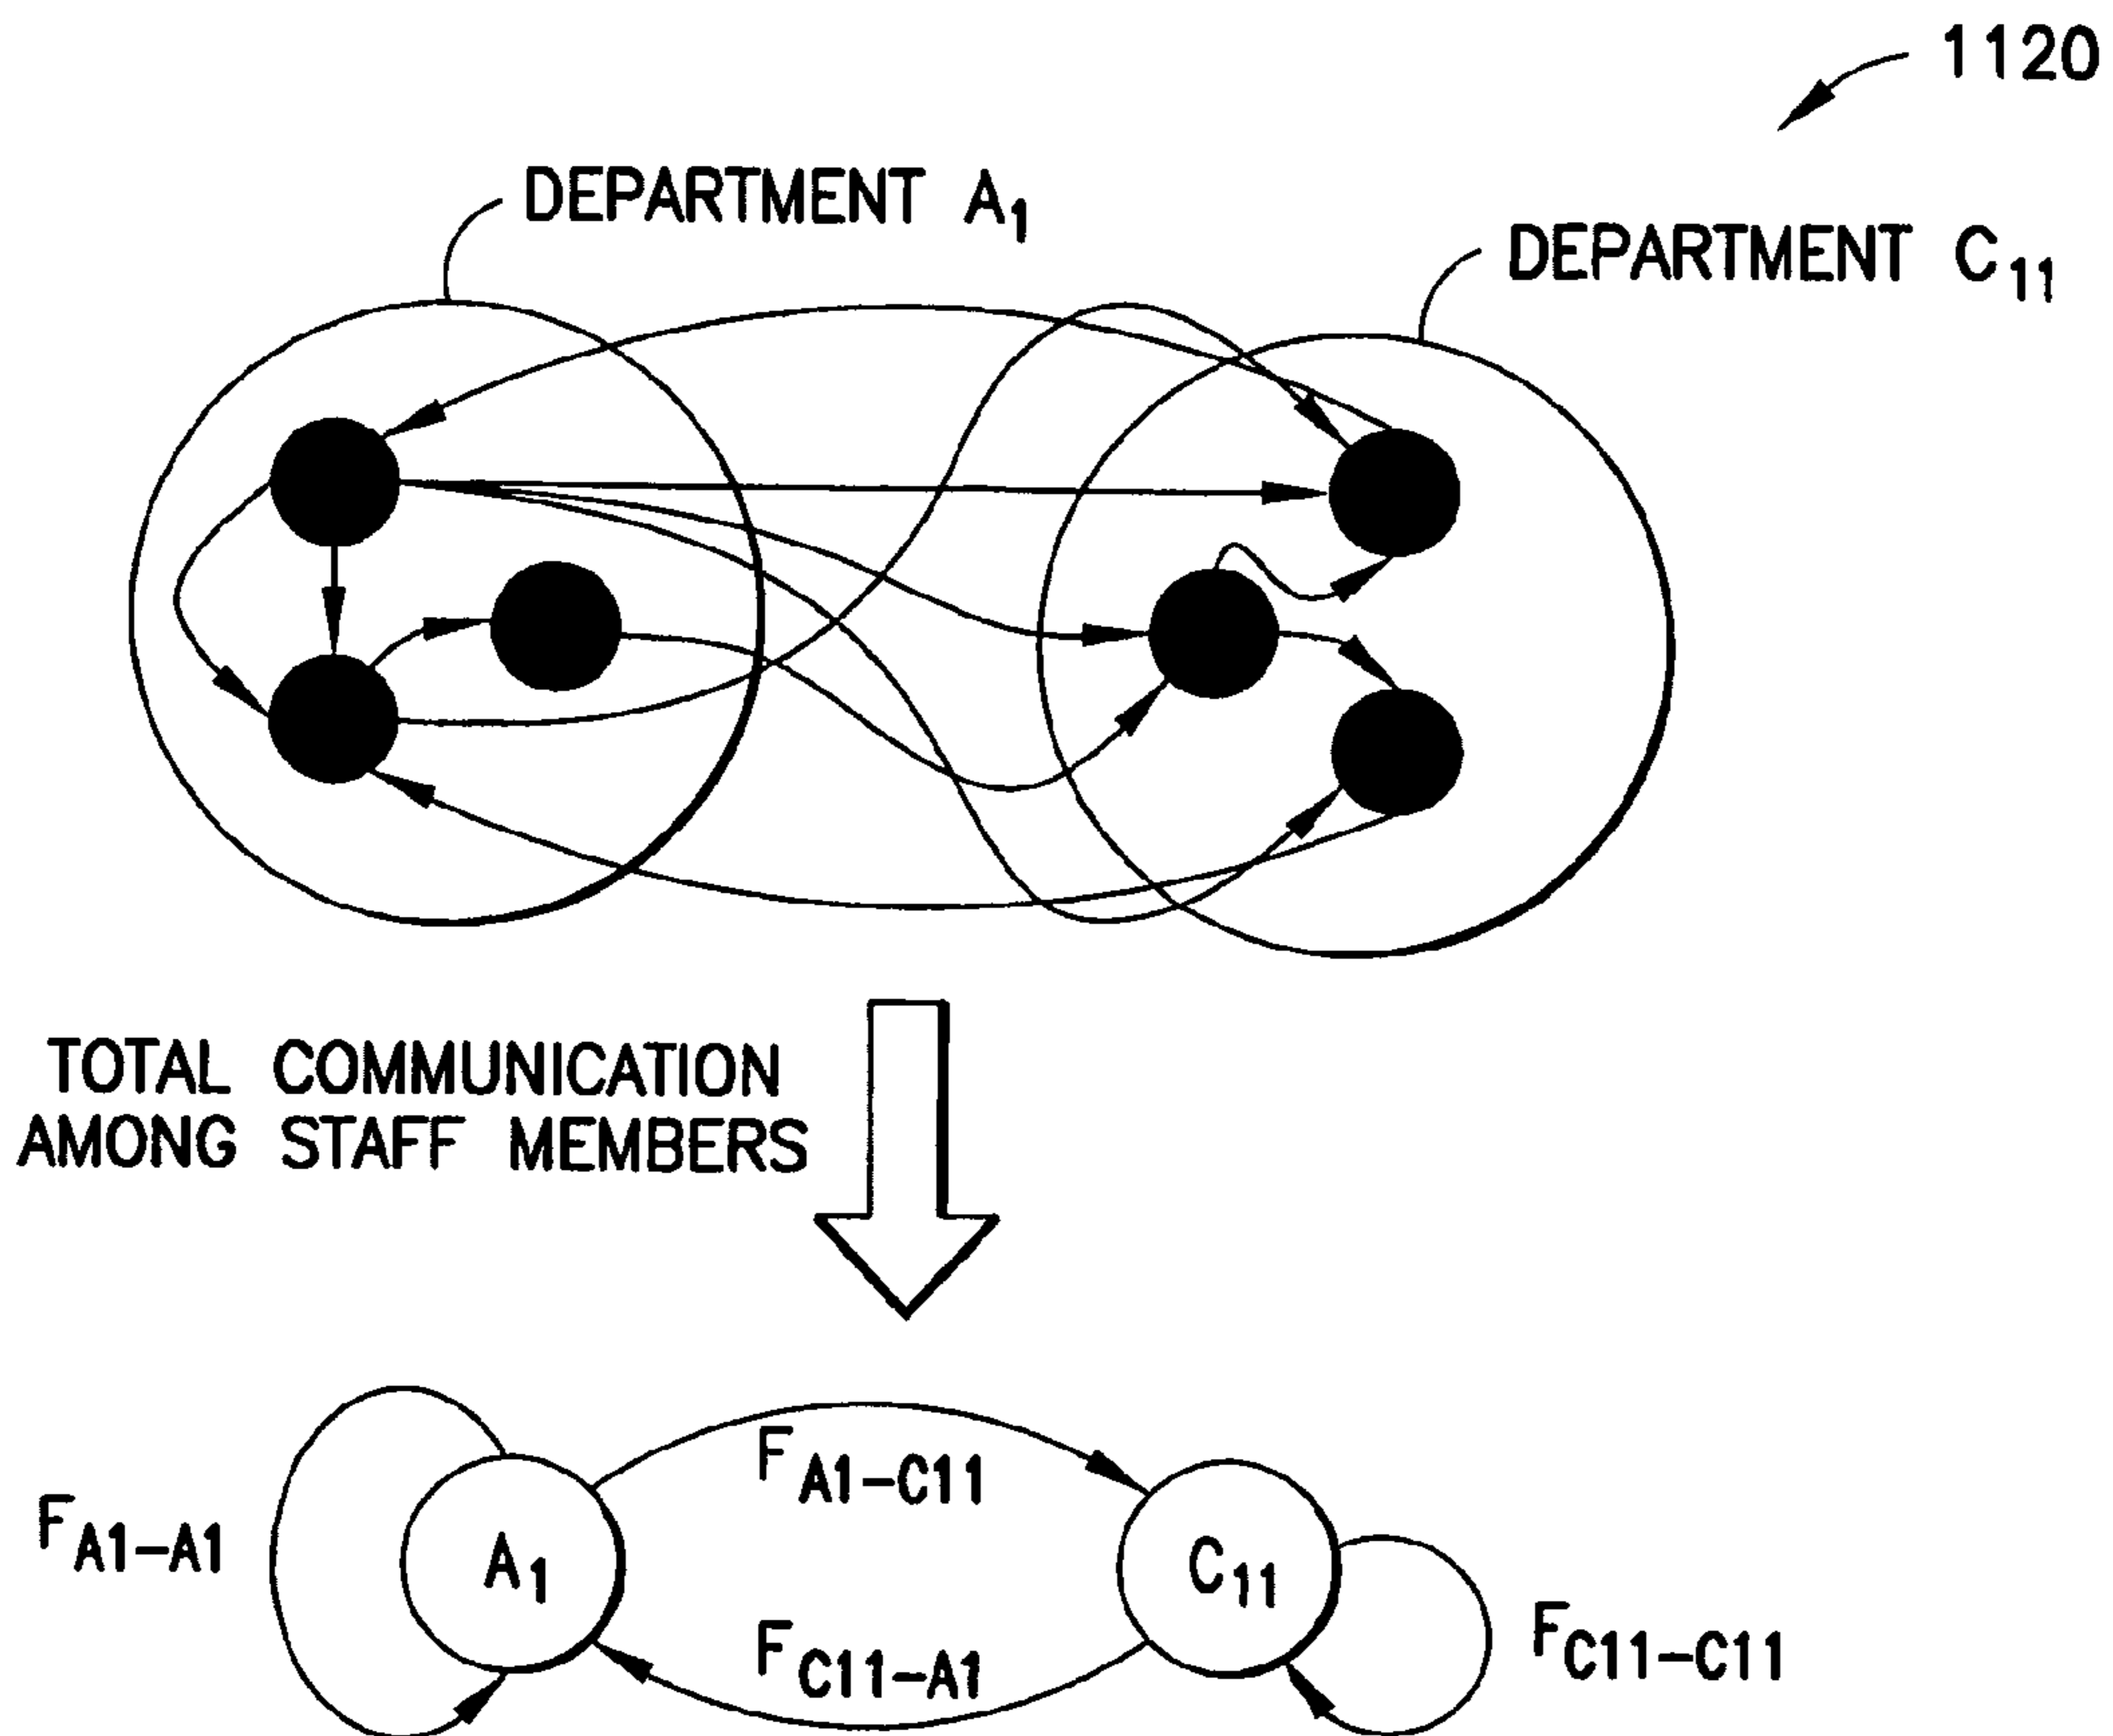 1120
DEPARTMENT A1
DEPARTMENT C11
TOTAL COMMUNICATION
AMONG STAFF MEMBERS
FA1-C11
FA1-A1
A1
C11
FC11-A1
FC11-C11